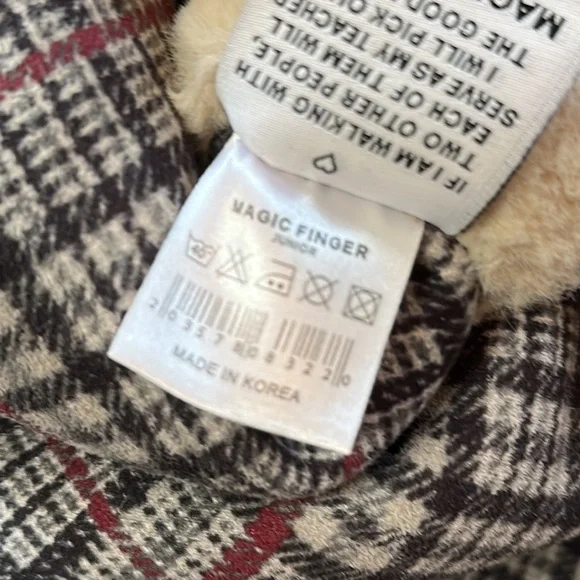 IF I AM WALKING WITH
TWO OTHER PEOPLE,
EACH OF THEM WILL
SERVE AS MY TEACHER
I WILL PICK
THE GOOD
MAGIC FINGER
JUNIOR
203578083220
MADE IN KOREA